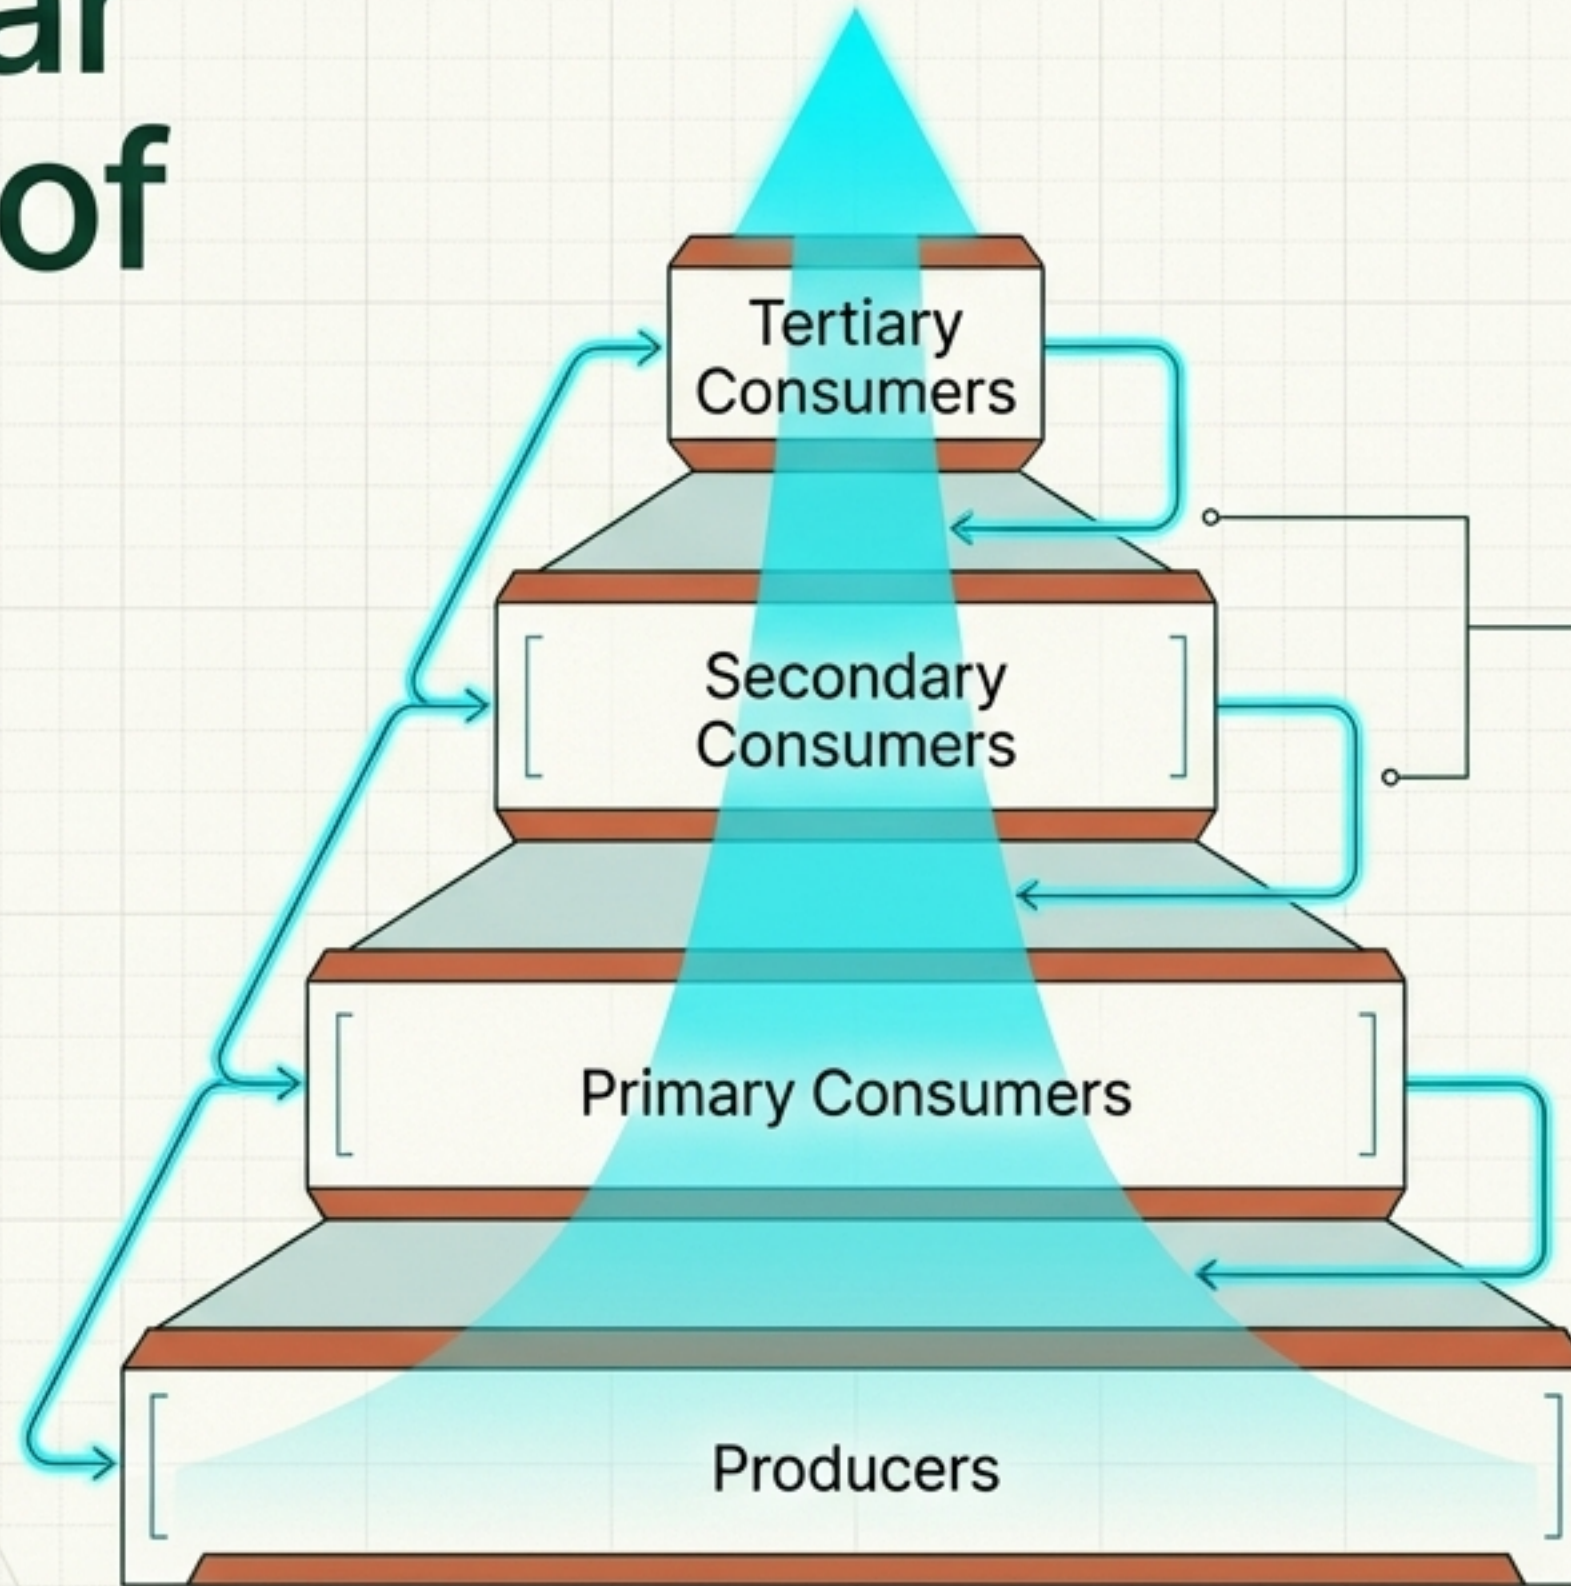 of
Tertiary
Consumers
Secondary
Consumers
Primary Consumers
Producers